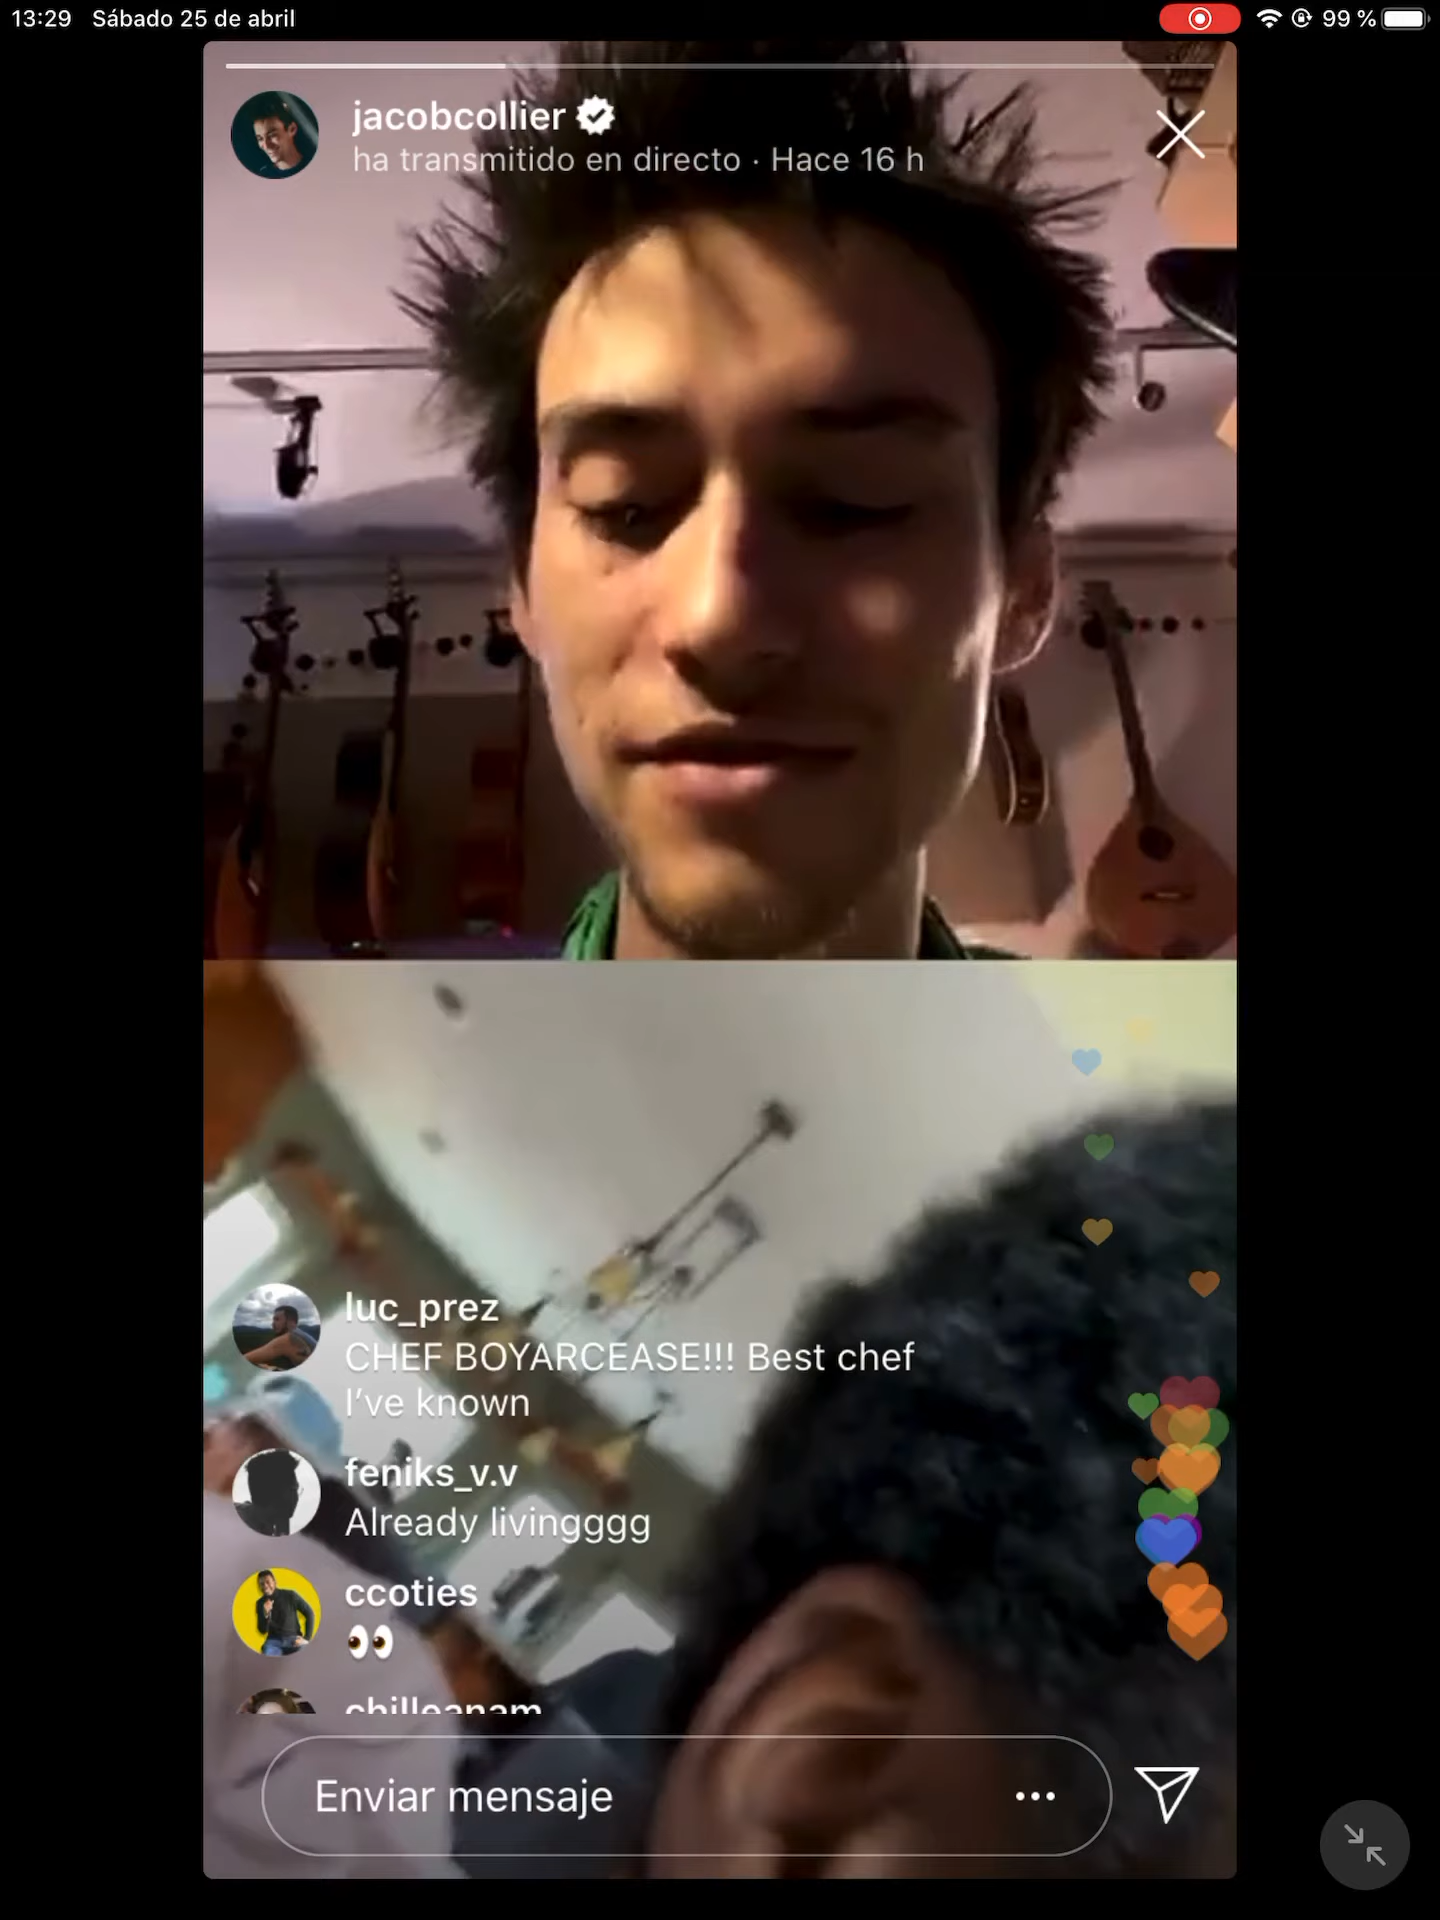 13:29 Sábado 25 de abril
99 %
jacobcollier
ha transmitido en directo · Hace 16 h
luc_prez
CHEF BOYARCEASE!!! Best chef
I've known
feniks_v.v
Already livingggg
ccoties
👀
chilleanam
Enviar mensaje